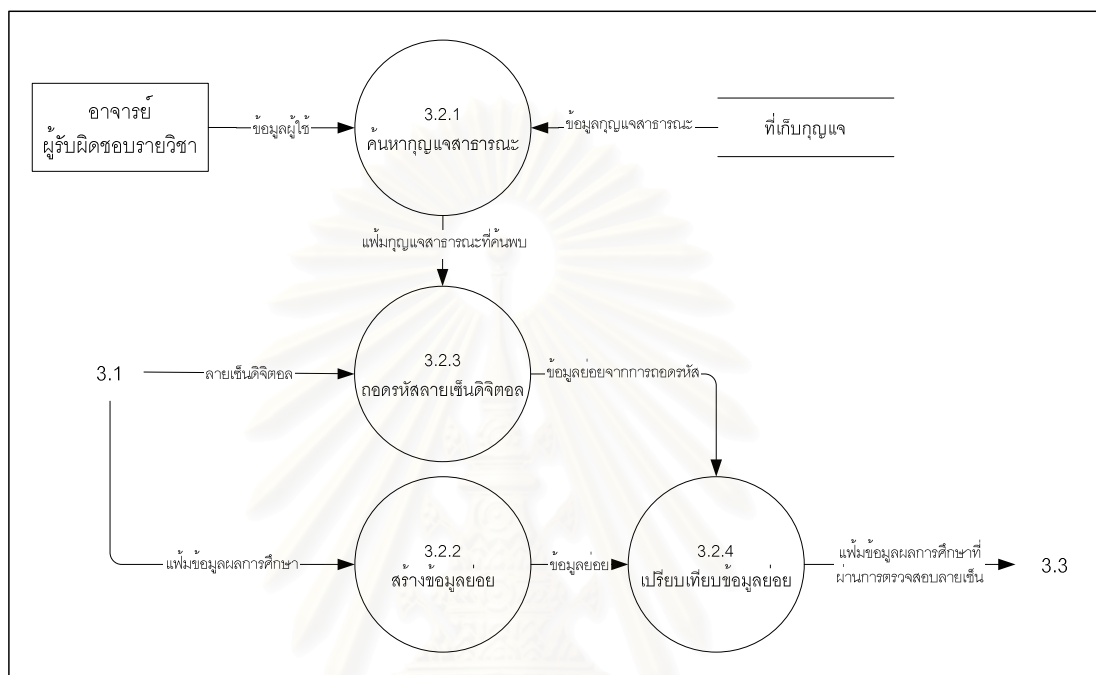 อาจารย์
ผู้รับผิดชอบรายวิชา
ข้อมูลผู้ใช้
3.2.1
ค้นหากุญแจสาธารณะ
ข้อมูลกุญแจสาธารณะ
ที่เก็บกุญแจ
แฟ้มกุญแจสาธารณะที่ค้นพบ
3.1
ลายเซ็นดิจิตอล
3.2.3
ถอดรหัสลายเซ็นดิจิตอล
ข้อมูลย่อยจากการถอดรหัส
แฟ้มข้อมูลผลการศึกษา
3.2.2
สร้างข้อมูลย่อย
ข้อมูลย่อย
3.2.4
เปรียบเทียบข้อมูลย่อย
แฟ้มข้อมูลผลการศึกษาที่
ผ่านการตรวจสอบลายเซ็น
3.3